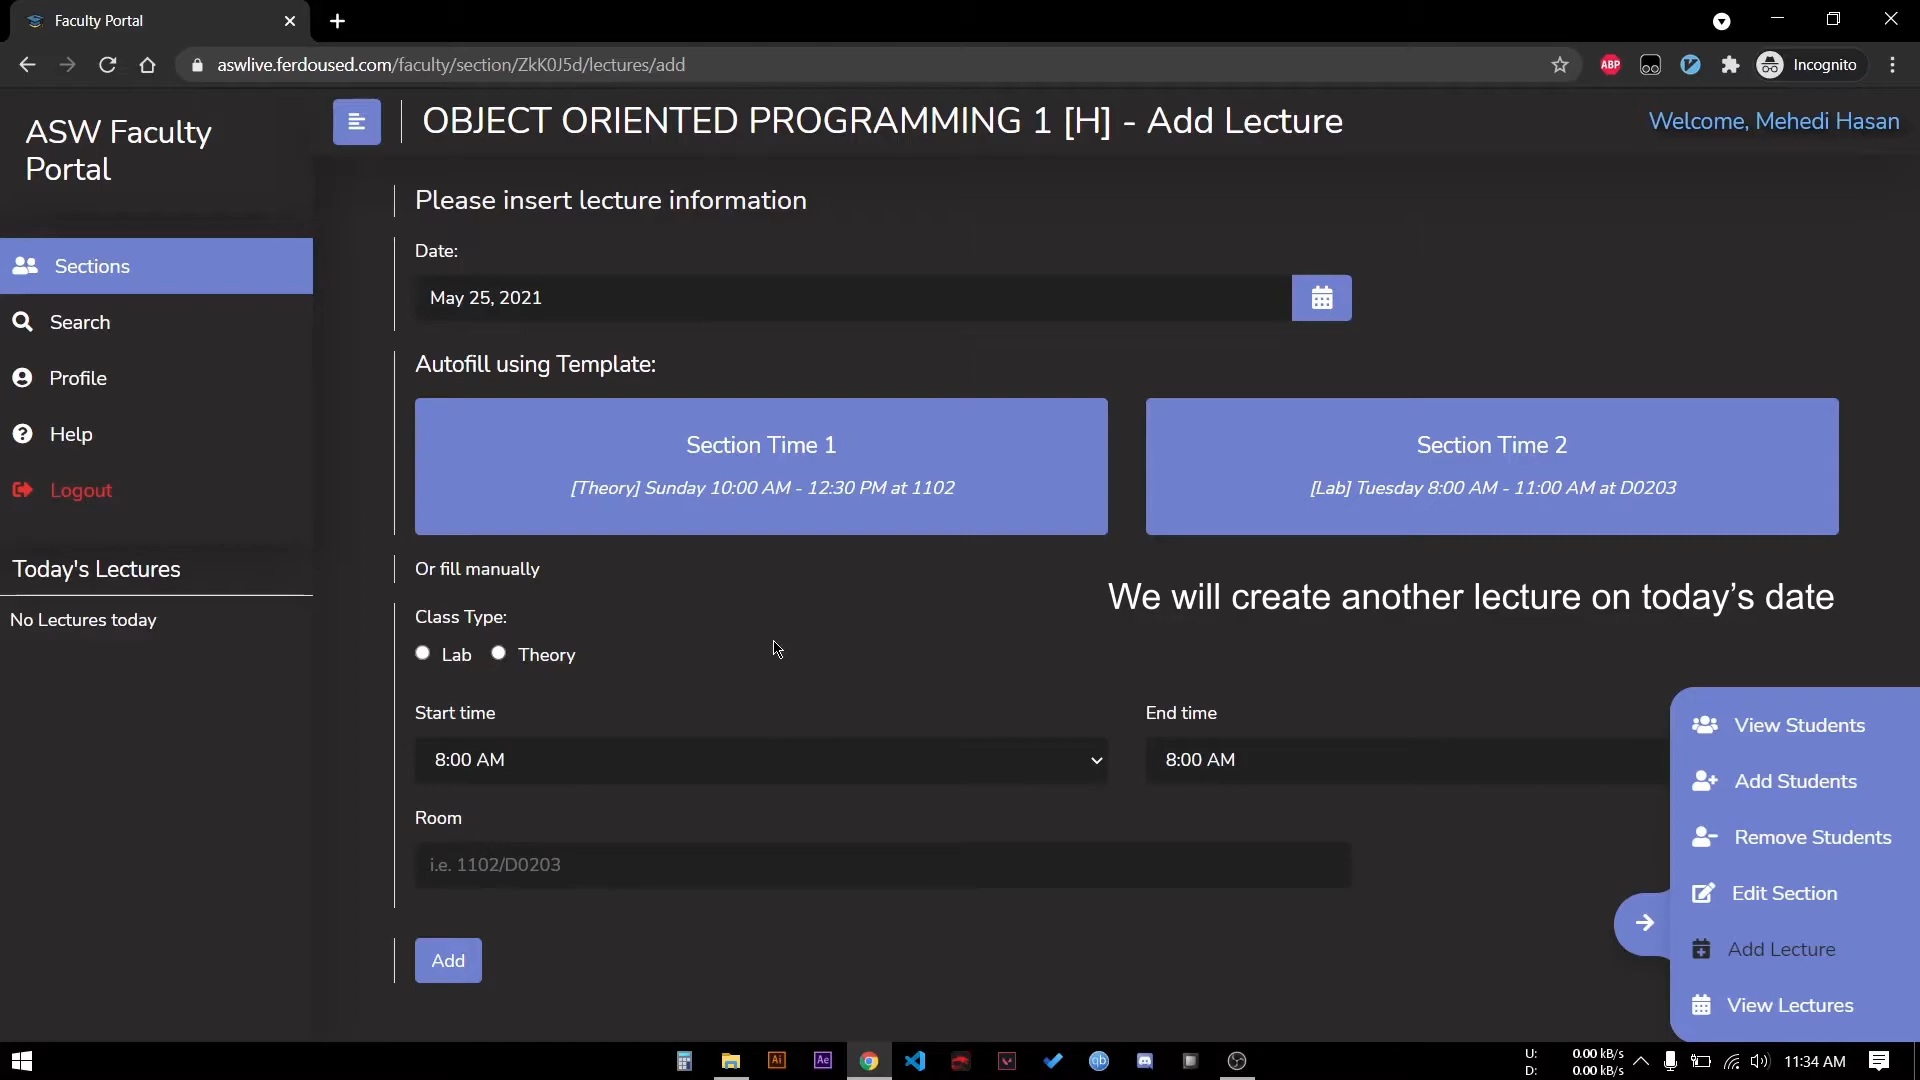 Faculty Portal
aswlive.ferdoused.com/faculty/section/ZkK0J5d/lectures/add
ABP
Incognito
ASW Faculty
Portal
OBJECT ORIENTED PROGRAMMING 1 [H] - Add Lecture
Welcome, Mehedi Hasan
Please insert lecture information
Sections
Search
Profile
Help
Logout
Today's Lectures
No Lectures today
Date:
May 25, 2021
Autofill using Template:
Section Time 1
[Theory] Sunday 10:00 AM - 12:30 PM at 1102
Section Time 2
[Lab] Tuesday 8:00 AM - 11:00 AM at D0203
Or fill manually
We will create another lecture on today's date
Class Type:
Lab
Theory
Start time
8:00 AM
End time
8:00 AM
Room
i.e. 1102/D0203
Add
View Students
Add Students
Remove Students
Edit Section
Add Lecture
View Lectures
Ai
Ae
qb
U: 0.00 kB/s
D: 0.00 kB/s
11:34 AM